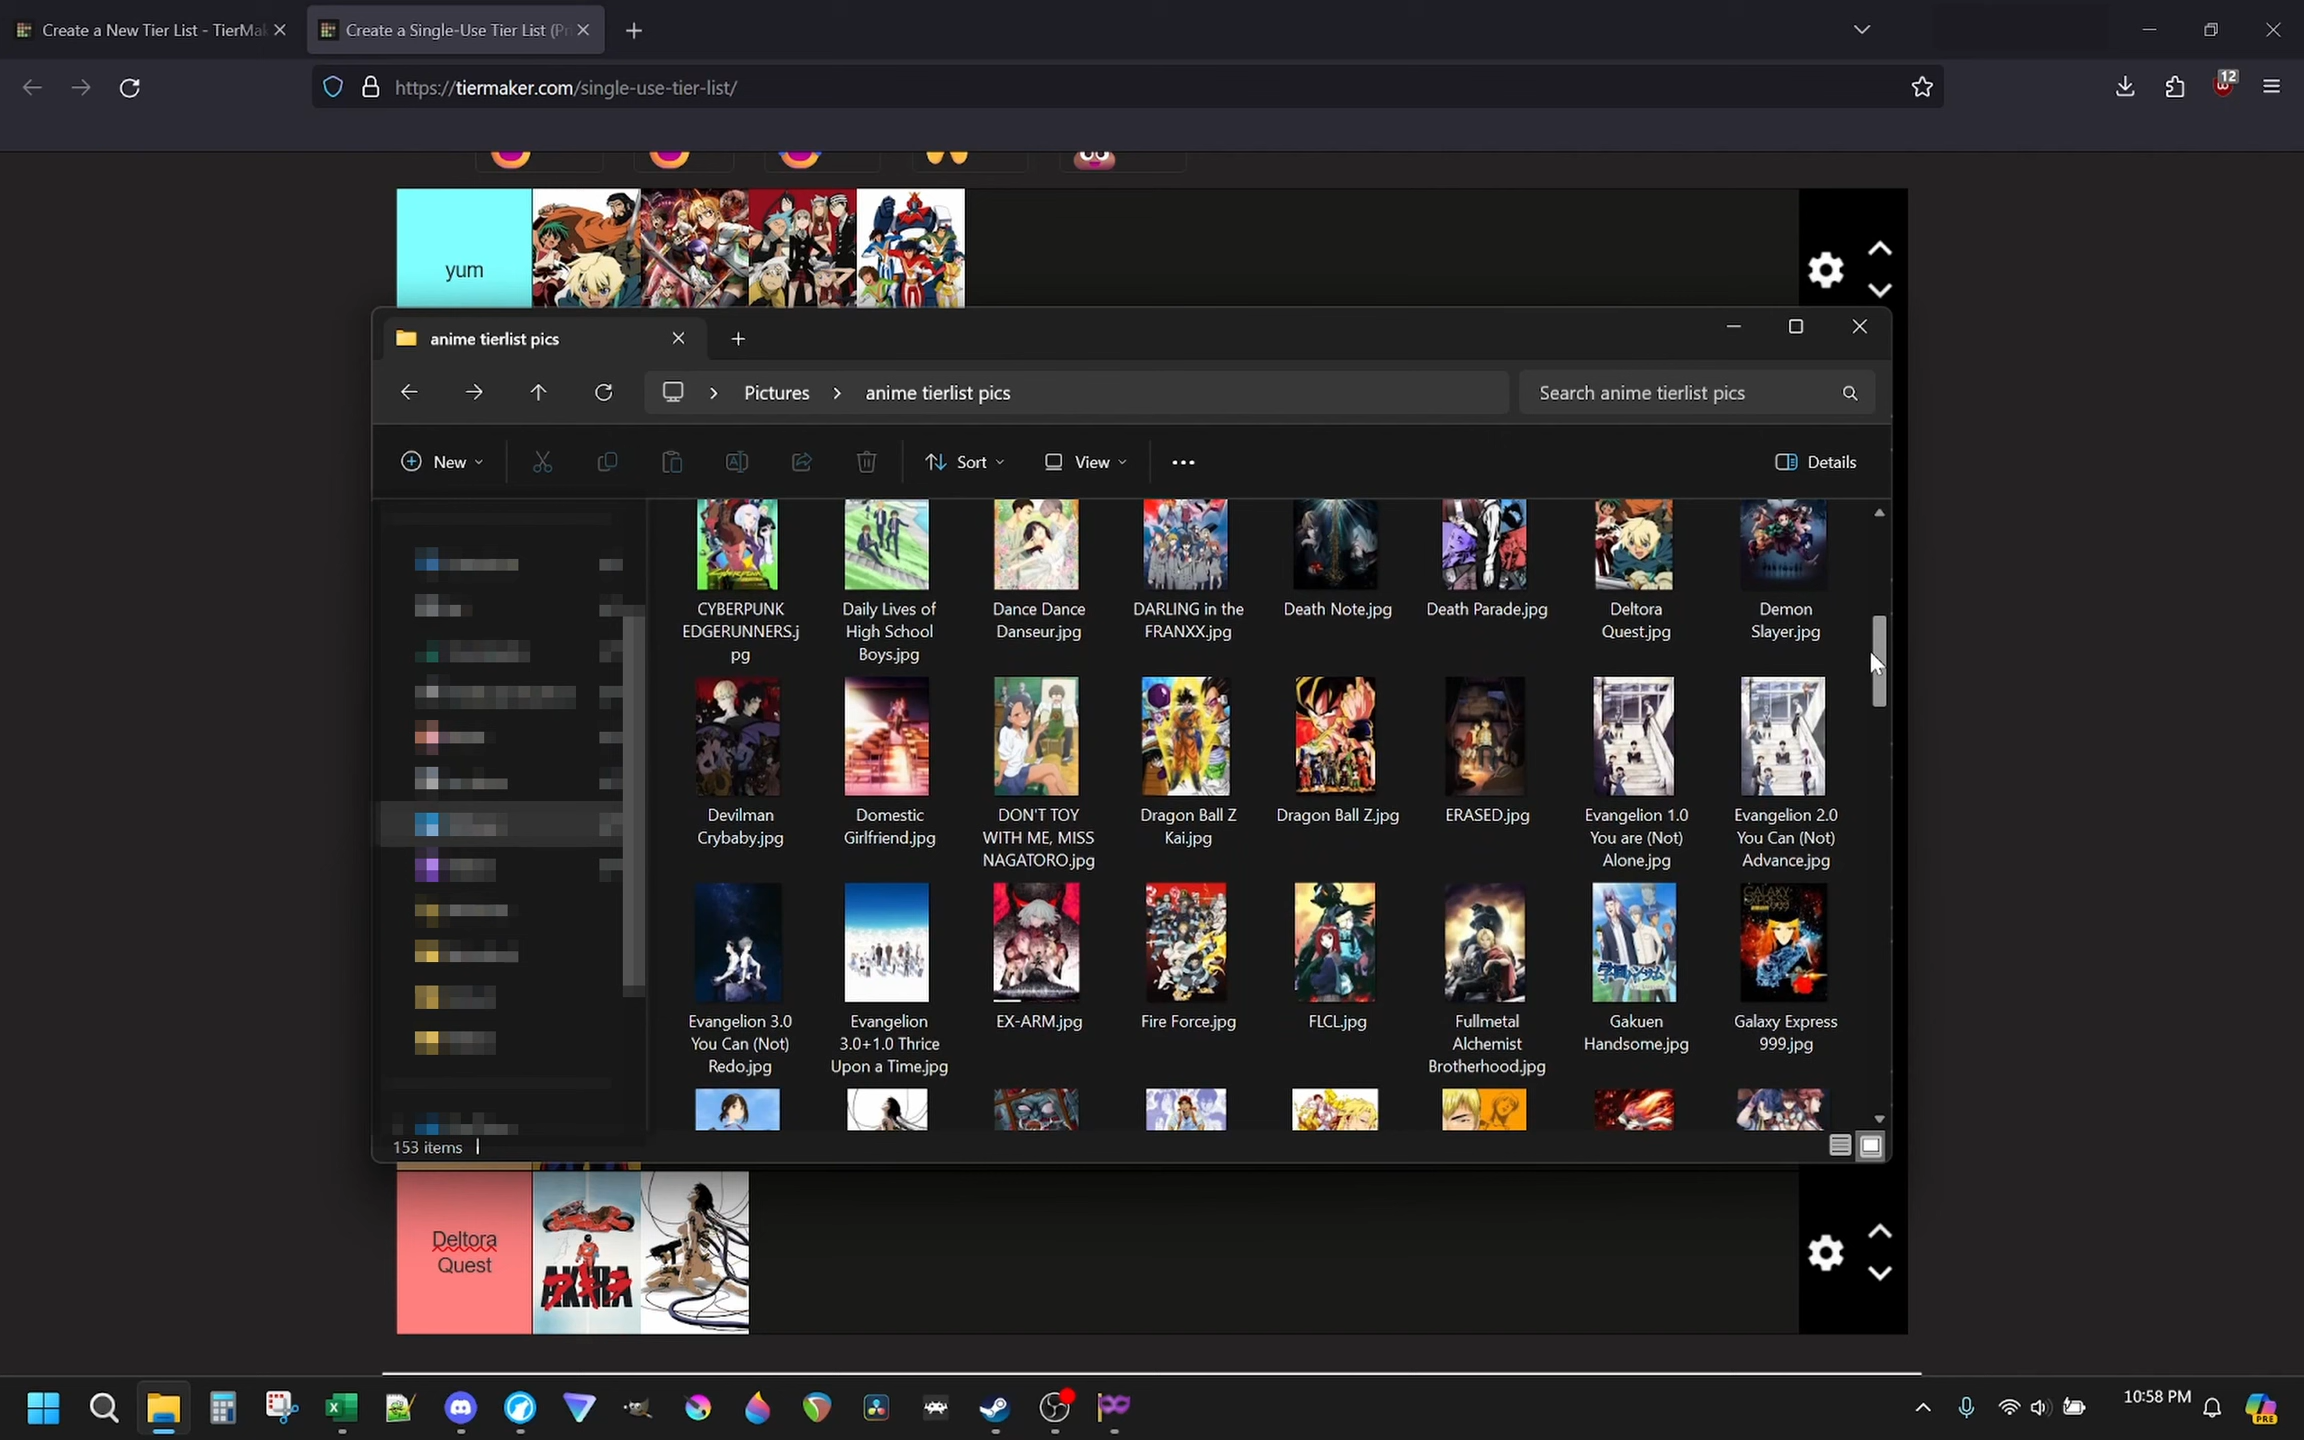 Create a New Tier List - TierMak
Create a Single-Use Tier List (Pri
https://tiermaker.com/single-use-tier-list/
12
yum
anime tierlist pics
Pictures
anime tierlist pics
Search anime tierlist pics
New
Sort
View
Details
CYBERPUNK
EDGERUNNERS.j
pg
Daily Lives of
High School
Boys.jpg
Dance Dance
Danseur.jpg
DARLING in the
FRANXX.jpg
Death Note.jpg
Death Parade.jpg
Deltora
Quest.jpg
Demon
Slayer.jpg
Devilman
Crybaby.jpg
Domestic
Girlfriend.jpg
DON'T TOY
WITH ME, MISS
NAGATORO.jpg
Dragon Ball Z
Kai.jpg
Dragon Ball Z.jpg
ERASED.jpg
Evangelion 1.0
You are (Not)
Alone.jpg
Evangelion 2.0
You Can (Not)
Advance.jpg
Evangelion 3.0
You Can (Not)
Redo.jpg
Evangelion
3.0+1.0 Thrice
Upon a Time.jpg
EX-ARM.jpg
Fire Force.jpg
FLCL.jpg
Fullmetal
Alchemist
Brotherhood.jpg
Gakuen
Handsome.jpg
Galaxy Express
999.jpg
153 items
Deltora
Quest
AKIRA
アキラ
10:58 PM
PRE